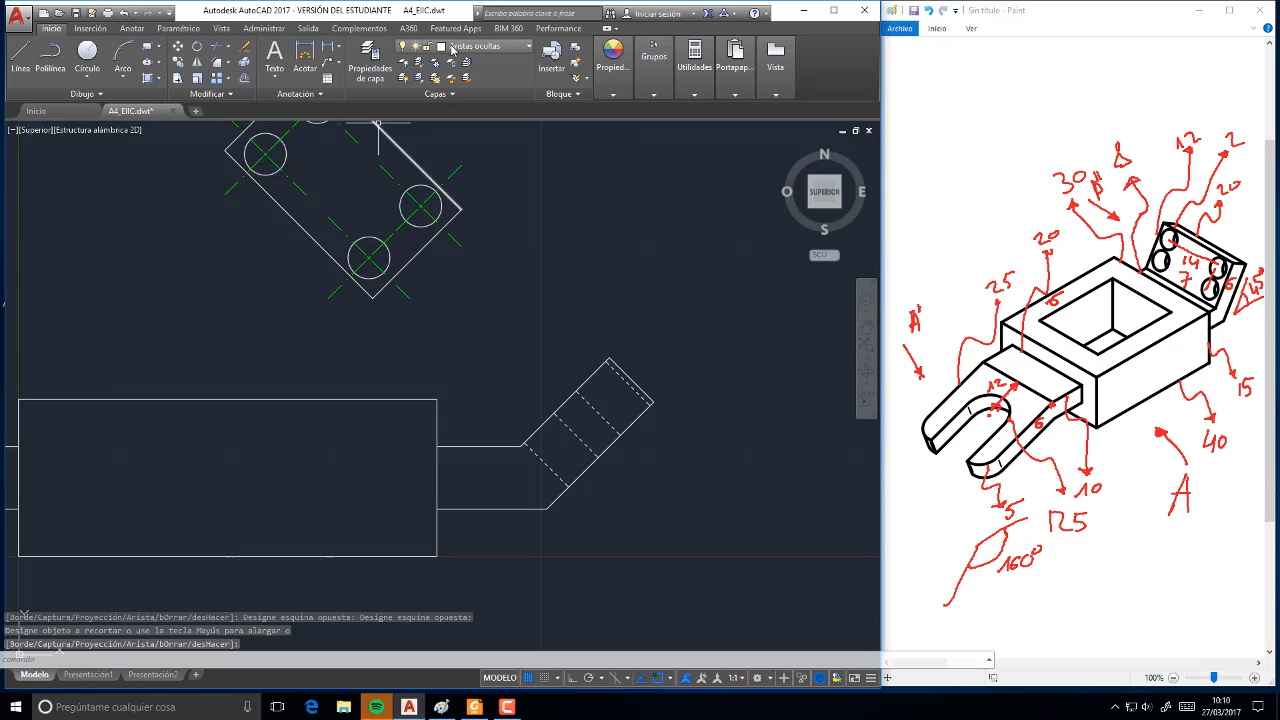 Autodesk AutoCAD 2017 - VERSIÓN DEL ESTUDIANTE A4_EIIC.dwt
Escriba palabra clave o frase
Iniciar sesión
Inicio Inserción Anotar Salida Complementos A360 Featured Apps BIM 360 Performance
Línea Polilínea Círculo Arco
Texto Acotar
Propiedades de capa
Aristas ocultas
Insertar
Propied...
Grupos
Utilidades
Portapap...
Vista
Dibujo Modificar Anotación Capas Bloque
Inicio A4_EIIC.dwt*
[−][Superior][Estructura alámbrica 2D]
N
O SUPERIOR E
S
SCU
Y
X
[Borde/Captura/Proyección/Arista/bOrrar/desHacer]: Designe esquina opuesta: Designe esquina opuesta:
Designe objeto a recortar o use la tecla Mayús para alargar o
[Borde/Captura/Proyección/Arista/bOrrar/desHacer]:
comando
Modelo Presentación1 Presentación2
MODELO 1:1
Sin título - Paint
Archivo Inicio Ver
12 2
30 20
20
25
14
7 6
45°
6
A'
12
6
15
40
10
5
A
160°
100%
Pregúntame cualquier cosa
10:10
27/03/2017